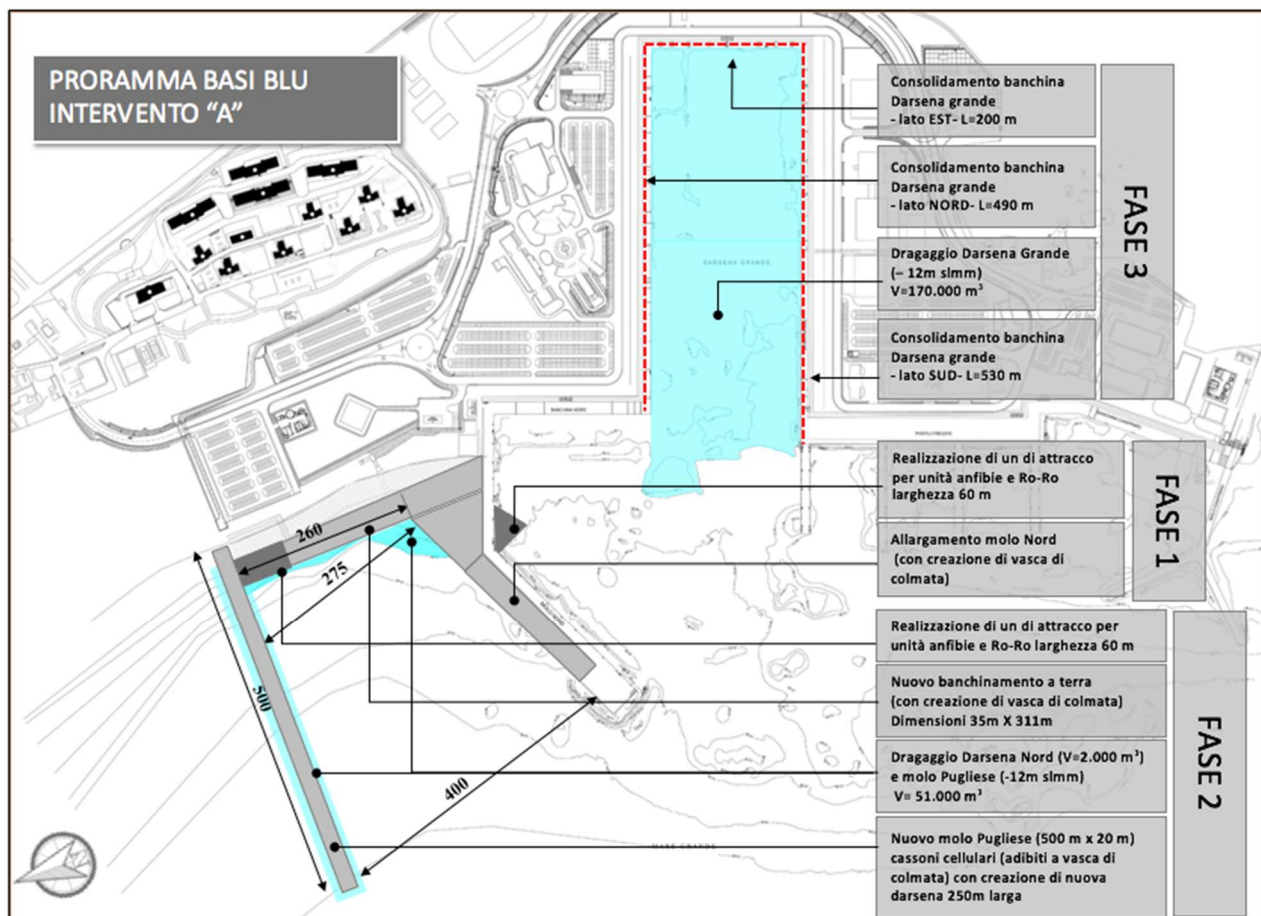 PRORAMMA BASI BLU
INTERVENTO “A”
Consolidamento banchina
Darsena grande
- lato EST- L=200 m
Consolidamento banchina
Darsena grande
- lato NORD- L=490 m
Dragaggio Darsena Grande
(– 12m slmm)
V=170.000 m³
Consolidamento banchina
Darsena grande
- lato SUD- L=530 m
FASE 3
DARSENA GRANDE
BANCHINA NORD
Realizzazione di un di attracco
per unità anfibie e Ro-Ro
larghezza 60 m
Allargamento molo Nord
(con creazione di vasca di
colmata)
FASE 1
260
275
500
400
MOLO NORD
MARE GRANDE
Realizzazione di un di attracco per
unità anfibie e Ro-Ro larghezza 60 m
Nuovo banchinamento a terra
(con creazione di vasca di colmata)
Dimensioni 35m X 311m
Dragaggio Darsena Nord (V=2.000 m³)
e molo Pugliese (-12m slmm)
V= 51.000 m³
Nuovo molo Pugliese (500 m x 20 m)
cassoni cellulari (adibiti a vasca di
colmata) con creazione di nuova
darsena 250m larga
FASE 2